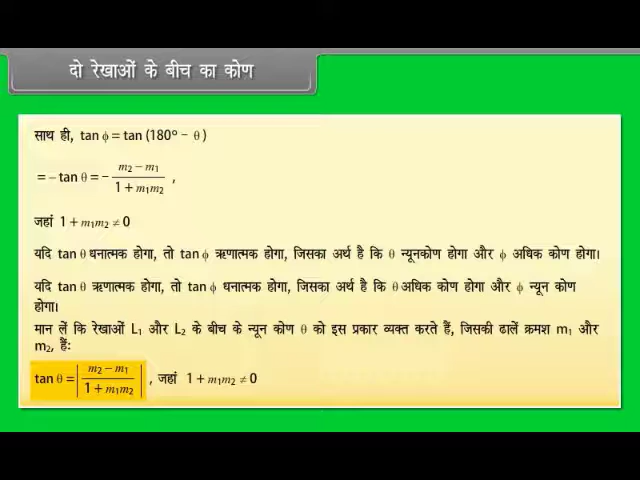 दो रेखाओं के बीच का कोण
साथ ही, tan ϕ = tan (180° − θ)
= − tan θ = − (m₂ − m₁)/(1 + m₁m₂) ,
जहां 1 + m₁m₂ ≠ 0
यदि tan θ धनात्मक होगा, तो tan ϕ ऋणात्मक होगा, जिसका अर्थ है कि θ न्यूनकोण होगा और ϕ अधिक कोण होगा।
यदि tan θ ऋणात्मक होगा, तो tan ϕ धनात्मक होगा, जिसका अर्थ है कि θ अधिक कोण होगा और ϕ न्यून कोण
होगा।
मान लें कि रेखाओं L₁ और L₂ के बीच के न्यून कोण θ को इस प्रकार व्यक्त करते हैं, जिसकी ढालें क्रमश m₁ और
m₂, हैं:
tan θ = |(m₂ − m₁)/(1 + m₁m₂)| , जहां 1 + m₁m₂ ≠ 0